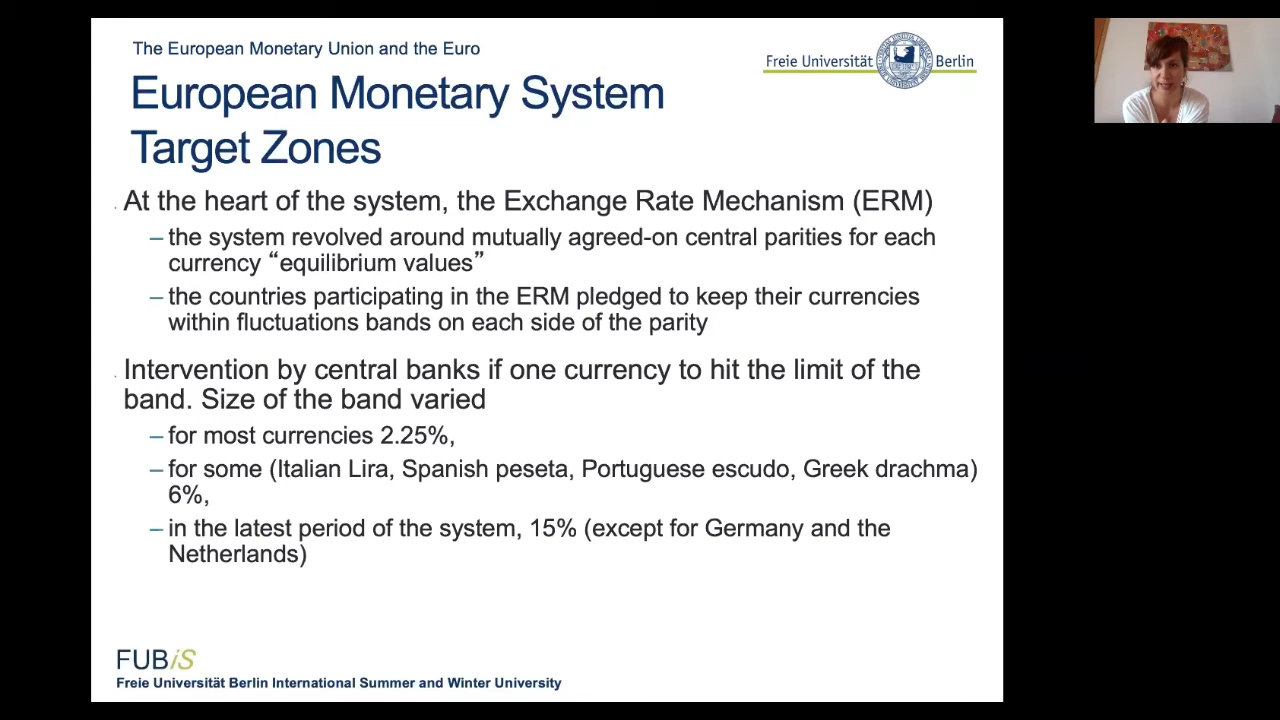 The European Monetary Union and the Euro
Freie Universität Berlin
European Monetary System
Target Zones
At the heart of the system, the Exchange Rate Mechanism (ERM)
– the system revolved around mutually agreed-on central parities for each
currency “equilibrium values”
– the countries participating in the ERM pledged to keep their currencies
within fluctuations bands on each side of the parity
Intervention by central banks if one currency to hit the limit of the
band. Size of the band varied
– for most currencies 2.25%,
– for some (Italian Lira, Spanish peseta, Portuguese escudo, Greek drachma)
6%,
– in the latest period of the system, 15% (except for Germany and the
Netherlands)
FUBiS
Freie Universität Berlin International Summer and Winter University